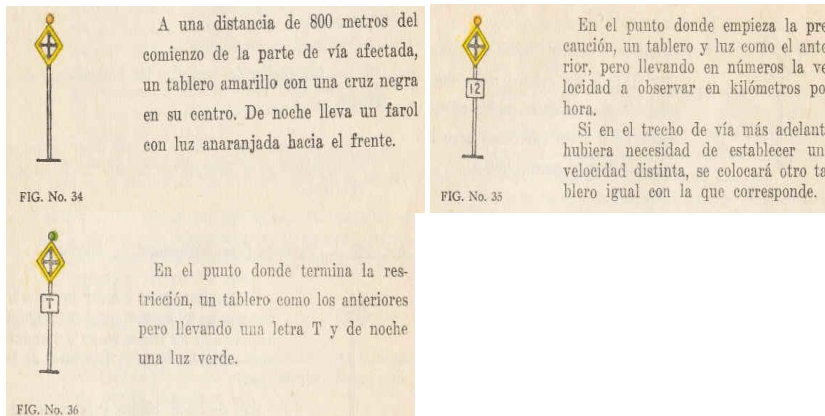 A una distancia de 800 metros del
comienzo de la parte de vía afectada,
un tablero amarillo con una cruz negra
en su centro. De noche lleva un farol
con luz anaranjada hacia el frente.
FIG. No. 34
En el punto donde empieza la pre
caución, un tablero y luz como el ante
rior, pero llevando en números la ve
locidad a observar en kilómetros po
hora.
Si en el trecho de vía más adelant
hubiera necesidad de establecer un
velocidad distinta, se colocará otro ta
blero igual con la que corresponde.
12
FIG. No. 35
En el punto donde termina la res-
tricción, un tablero como los anteriores
pero llevando una letra T y de noche
una luz verde.
T
FIG. No. 36